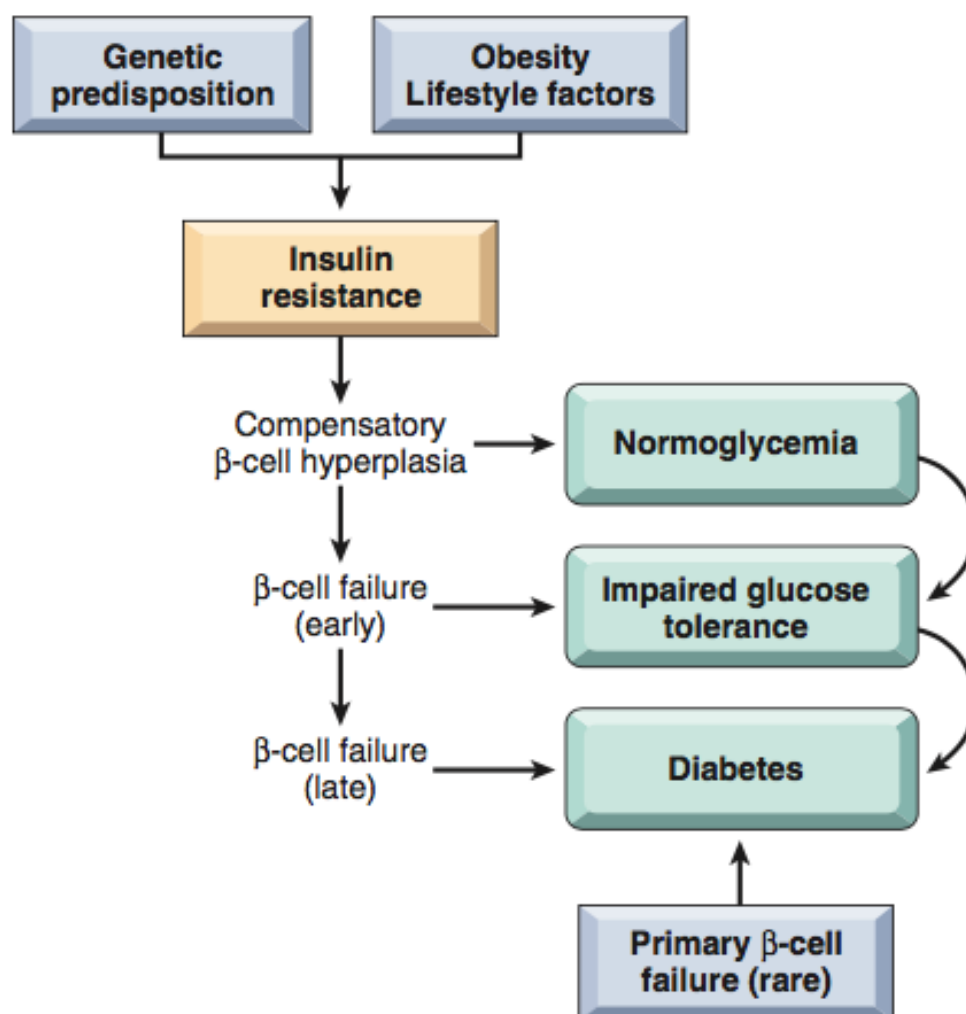 Genetic
predisposition
Obesity
Lifestyle factors
Insulin
resistance
Compensatory
β-cell hyperplasia
Normoglycemia
β-cell failure
(early)
Impaired glucose
tolerance
β-cell failure
(late)
Diabetes
Primary β-cell
failure (rare)